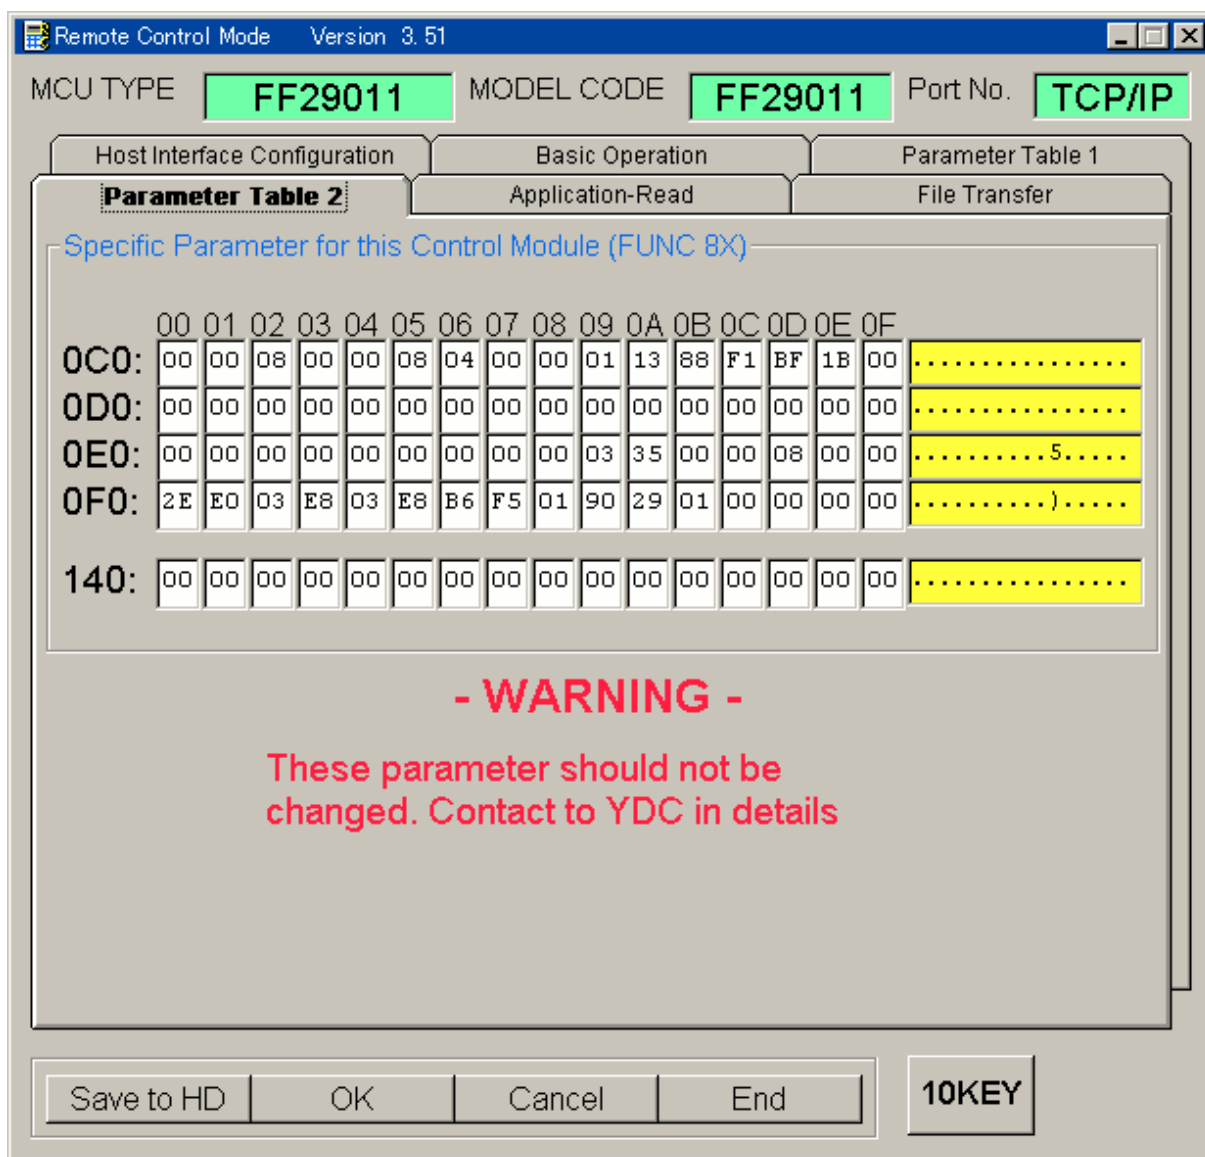 Remote Control Mode Version 3.51
MCU TYPE FF29011 MODEL CODE FF29011 Port No. TCP/IP
Host Interface Configuration Basic Operation Parameter Table 1
Parameter Table 2 Application-Read File Transfer
Specific Parameter for this Control Module (FUNC 8X)
00 01 02 03 04 05 06 07 08 09 0A 0B 0C 0D 0E 0F
0C0: 00 00 08 00 00 08 04 00 00 01 13 88 F1 BF 1B 00 ................
0D0: 00 00 00 00 00 00 00 00 00 00 00 00 00 00 00 00 ................
0E0: 00 00 00 00 00 00 00 00 00 03 35 00 00 08 00 00 ..........5.....
0F0: 2E E0 03 E8 03 E8 B6 F5 01 90 29 01 00 00 00 00 ..........).....
140: 00 00 00 00 00 00 00 00 00 00 00 00 00 00 00 00 ................
- WARNING -
These parameter should not be
changed. Contact to YDC in details
Save to HD OK Cancel End 10KEY